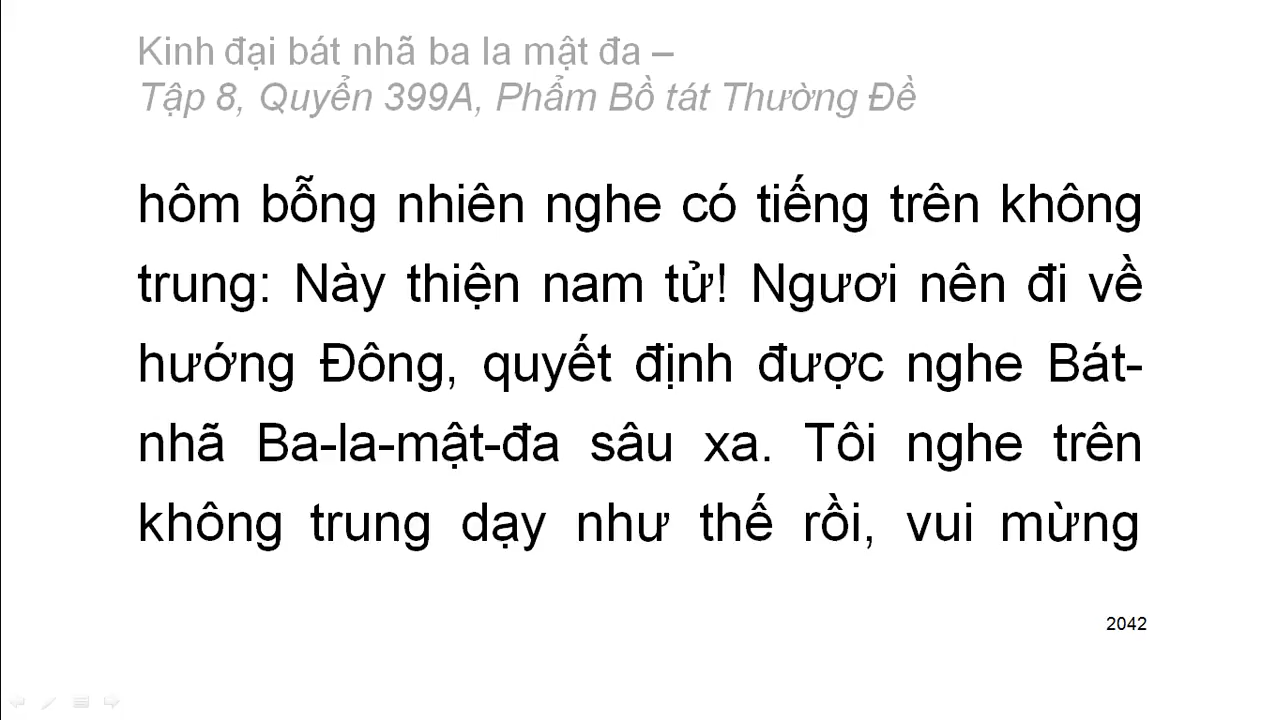 Kinh đại bát nhã ba la mật đa –
Tập 8, Quyển 399A, Phẩm Bồ tát Thường Đề
hôm bỗng nhiên nghe có tiếng trên không
trung: Này thiện nam tử! Ngươi nên đi về
hướng Đông, quyết định được nghe Bát-
nhã Ba-la-mật-đa sâu xa. Tôi nghe trên
không trung dạy như thế rồi, vui mừng
2042